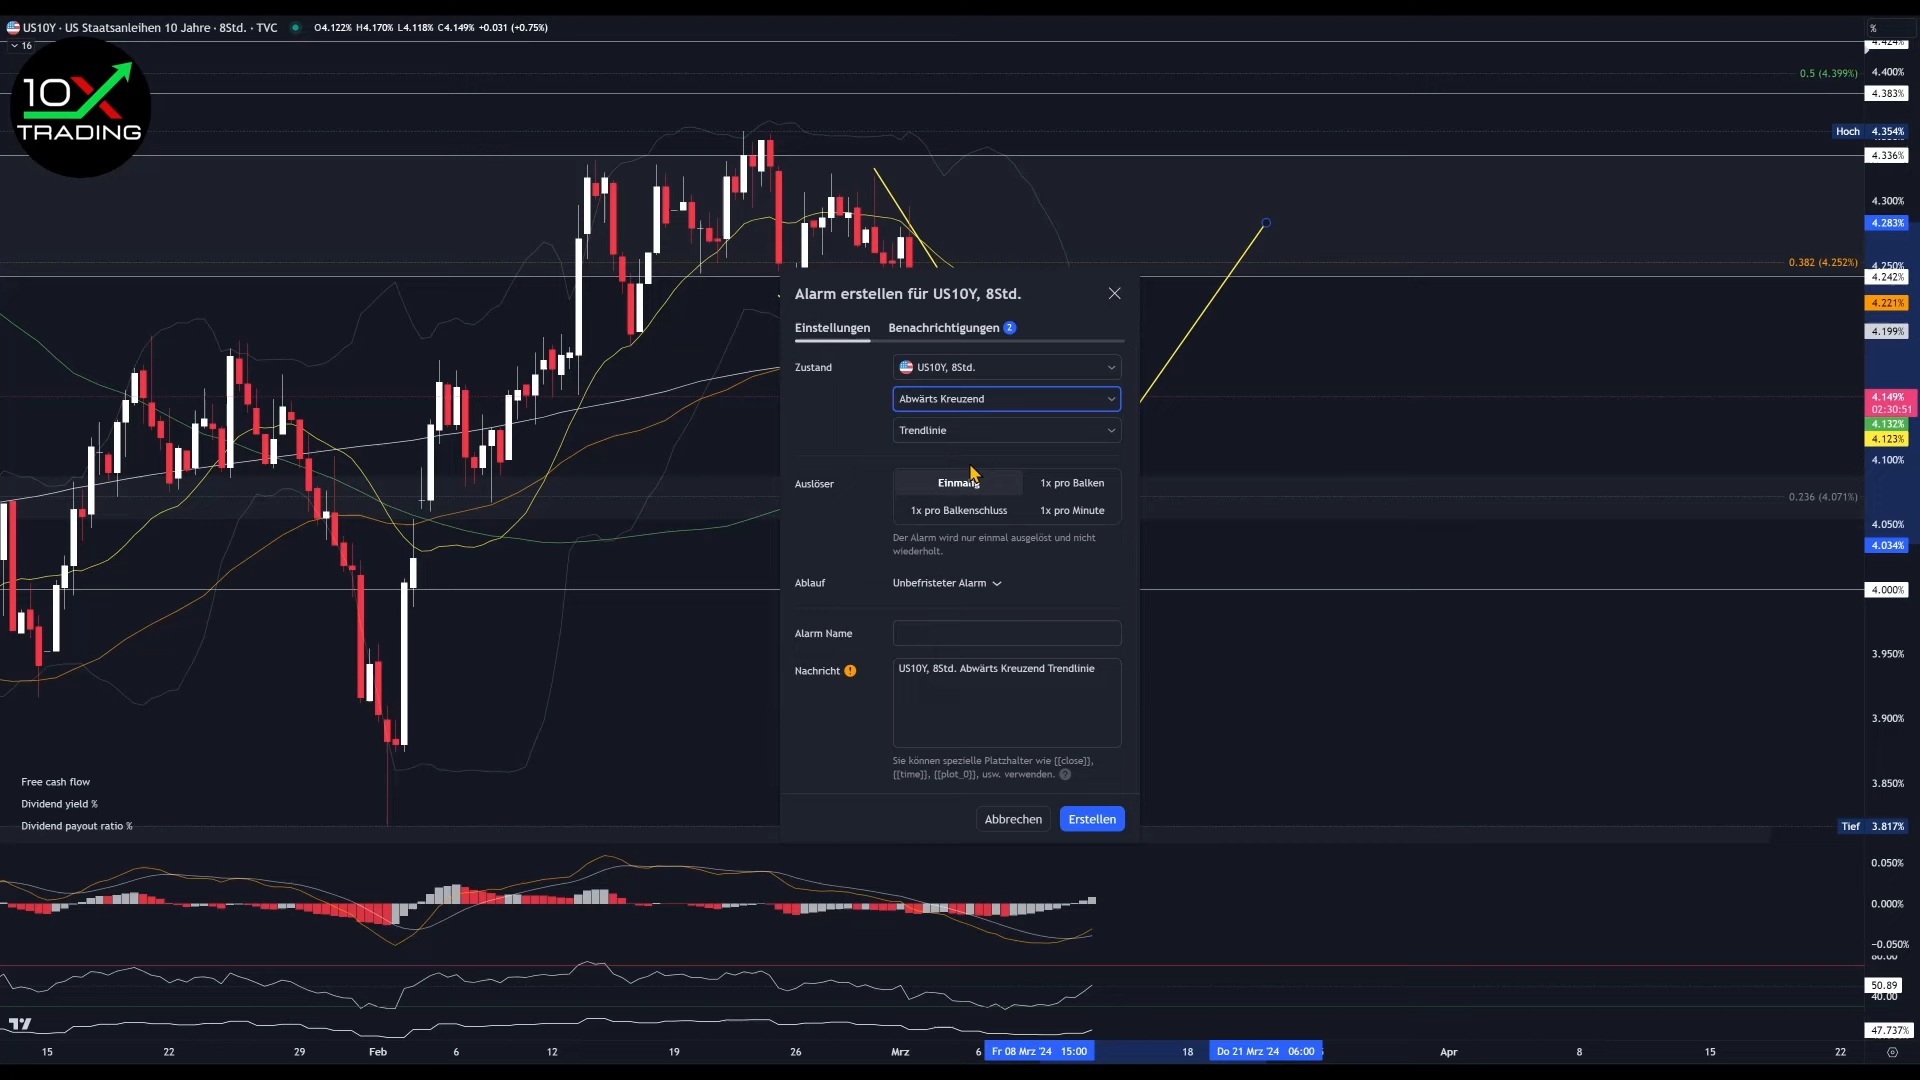 US10Y · US Staatsanleihen 10 Jahre · 8Std. · TVC O4.122% H4.170% L4.118% C4.149% +0.031 (+0.75%)
16
10X
TRADING
%
4.424%
0.5 (4.399%) 4.400%
4.383%
Hoch 4.354%
4.336%
4.300%
4.283%
0.382 (4.252%) 4.250%
4.242%
4.221%
4.199%
4.149%
02:30:51
4.132%
4.123%
4.100%
0.236 (4.071%)
4.050%
4.034%
4.000%
3.950%
3.900%
3.850%
Tief 3.817%
0.050%
0.000%
−0.050%
80.00
50.89
40.00
47.737%
Alarm erstellen für US10Y, 8Std.
Einstellungen Benachrichtigungen 2
Zustand US10Y, 8Std.
Abwärts Kreuzend
Trendlinie
Auslöser Einmalig 1x pro Balken
1x pro Balkenschluss 1x pro Minute
Der Alarm wird nur einmal ausgelöst und nicht
wiederholt.
Ablauf Unbefristeter Alarm
Alarm Name
Nachricht US10Y, 8Std. Abwärts Kreuzend Trendlinie
Sie können spezielle Platzhalter wie [[close]],
[[time]], [[plot_0]], usw. verwenden.
Abbrechen Erstellen
Free cash flow
Dividend yield %
Dividend payout ratio %
15 22 29 Feb 6 12 19 26 Mrz 6 Fr 08 Mrz '24 15:00 18 Do 21 Mrz '24 06:00 Apr 8 15 22